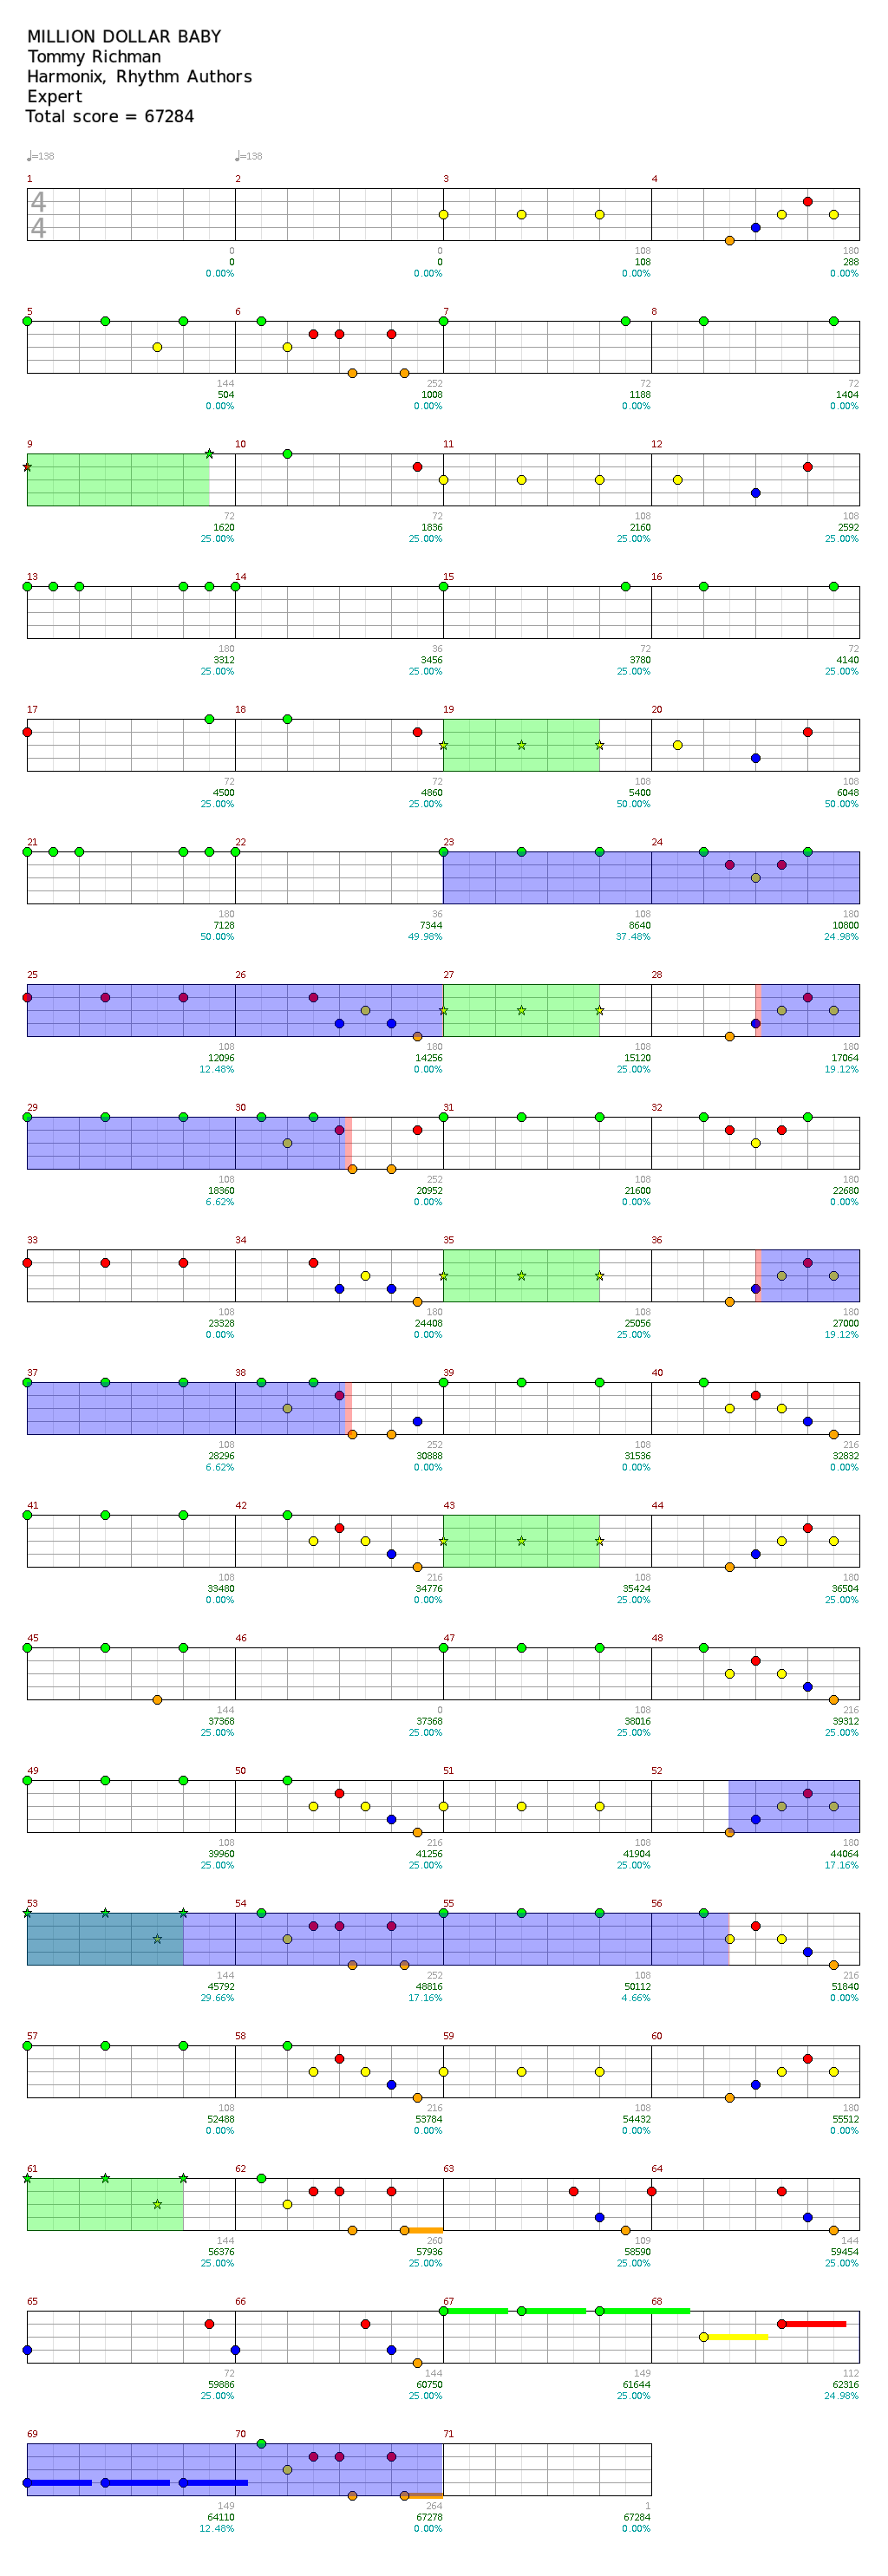 MILLION DOLLAR BABY
Tommy Richman
Harmonix, Rhythm Authors
Expert
Total score = 67284
♩=138 ♩=138
1 2 3 4
4
4
0 0 108 180
0 0 108 288
0.00% 0.00% 0.00% 0.00%
5 6 7 8
144 252 72 72
504 1008 1188 1404
0.00% 0.00% 0.00% 0.00%
9 10 11 12
72 72 108 108
1620 1836 2160 2592
25.00% 25.00% 25.00% 25.00%
13 14 15 16
180 36 72 72
3312 3456 3780 4140
25.00% 25.00% 25.00% 25.00%
17 18 19 20
72 72 108 108
4500 4860 5400 6048
25.00% 25.00% 50.00% 50.00%
21 22 23 24
180 36 108 180
7128 7344 8640 10800
50.00% 49.98% 37.48% 24.98%
25 26 27 28
108 180 108 180
12096 14256 15120 17064
12.48% 0.00% 25.00% 19.12%
29 30 31 32
108 252 108 180
18360 20952 21600 22680
6.62% 0.00% 0.00% 0.00%
33 34 35 36
108 180 108 180
23328 24408 25056 27000
0.00% 0.00% 25.00% 19.12%
37 38 39 40
108 252 108 216
28296 30888 31536 32832
6.62% 0.00% 0.00% 0.00%
41 42 43 44
108 216 108 180
33480 34776 35424 36504
0.00% 0.00% 25.00% 25.00%
45 46 47 48
144 0 108 216
37368 37368 38016 39312
25.00% 25.00% 25.00% 25.00%
49 50 51 52
108 216 108 180
39960 41256 41904 44064
25.00% 25.00% 25.00% 17.16%
53 54 55 56
144 252 108 216
45792 48816 50112 51840
29.66% 17.16% 4.66% 0.00%
57 58 59 60
108 216 108 180
52488 53784 54432 55512
0.00% 0.00% 0.00% 0.00%
61 62 63 64
144 260 109 144
56376 57936 58590 59454
25.00% 25.00% 25.00% 25.00%
65 66 67 68
72 144 149 112
59886 60750 61644 62316
25.00% 25.00% 25.00% 24.98%
69 70 71
149 264 1
64110 67278 67284
12.48% 0.00% 0.00%